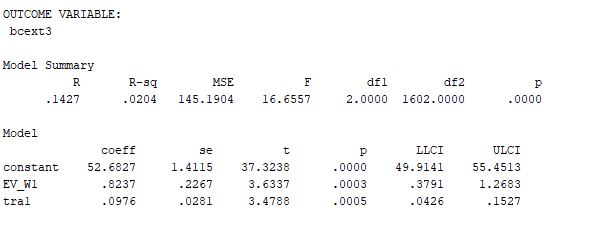 OUTCOME VARIABLE:
bcext3
Model Summary
R R-sq MSE F df1 df2 p
.1427 .0204 145.1904 16.6557 2.0000 1602.0000 .0000
Model
coeff se t p LLCI ULCI
constant 52.6827 1.4115 37.3238 .0000 49.9141 55.4513
EV_W1 .8237 .2267 3.6337 .0003 .3791 1.2683
tra1 .0976 .0281 3.4788 .0005 .0426 .1527